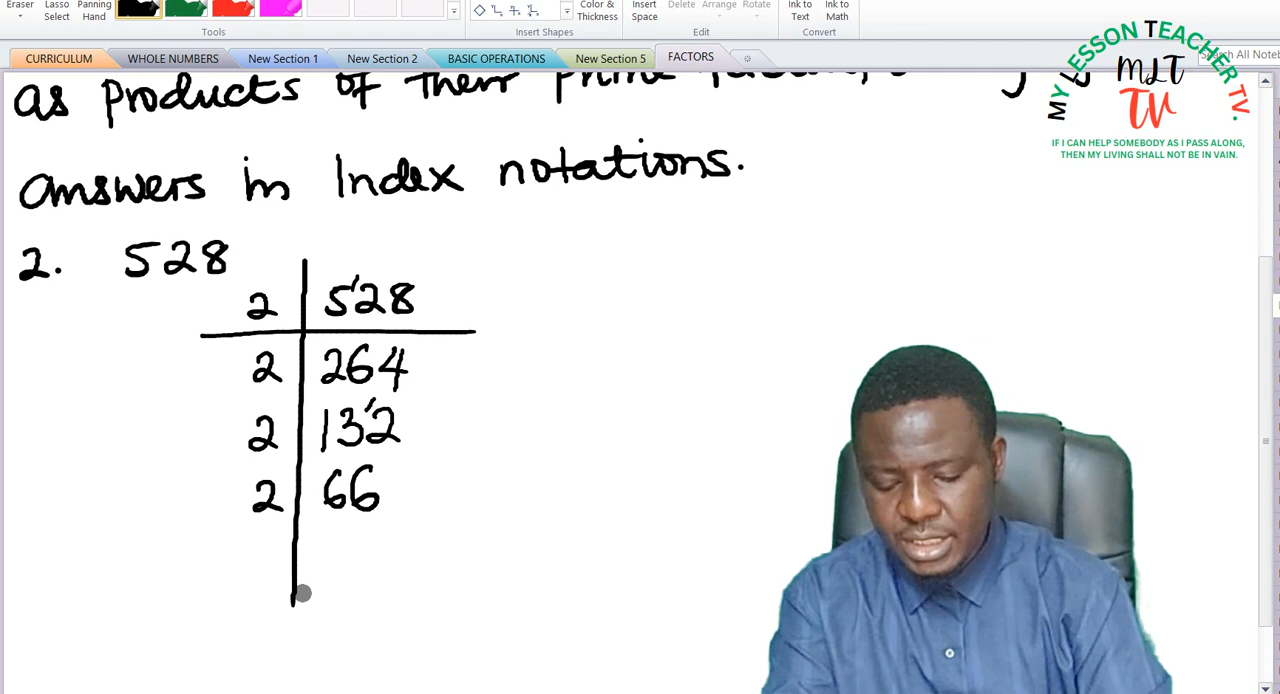 Eraser
Lasso Select
Panning Hand
Color & Thickness
Insert Space
Delete
Arrange
Rotate
Ink to Text
Ink to Math
Tools
Insert Shapes
Edit
Convert
CURRICULUM
WHOLE NUMBERS
New Section 1
New Section 2
BASIC OPERATIONS
New Section 5
FACTORS
Search All Noteb
MY LESSON TEACHER TV.
MLT
TV
IF I CAN HELP SOMEBODY AS I PASS ALONG,
THEN MY LIVING SHALL NOT BE IN VAIN.
as products of their prime
answers in Index notations.
2. 528
2 528
2 264
2 132
2 66